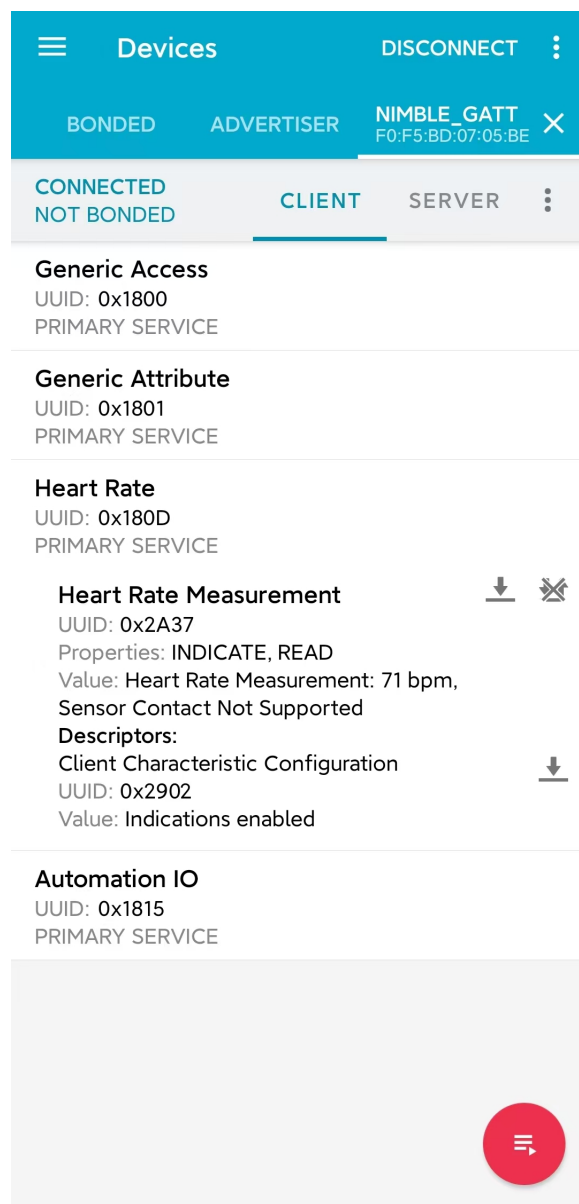 Devices DISCONNECT
BONDED ADVERTISER NIMBLE_GATT
F0:F5:BD:07:05:BE
CONNECTED
NOT BONDED
CLIENT SERVER
Generic Access
UUID: 0x1800
PRIMARY SERVICE
Generic Attribute
UUID: 0x1801
PRIMARY SERVICE
Heart Rate
UUID: 0x180D
PRIMARY SERVICE
Heart Rate Measurement
UUID: 0x2A37
Properties: INDICATE, READ
Value: Heart Rate Measurement: 71 bpm,
Sensor Contact Not Supported
Descriptors:
Client Characteristic Configuration
UUID: 0x2902
Value: Indications enabled
Automation IO
UUID: 0x1815
PRIMARY SERVICE